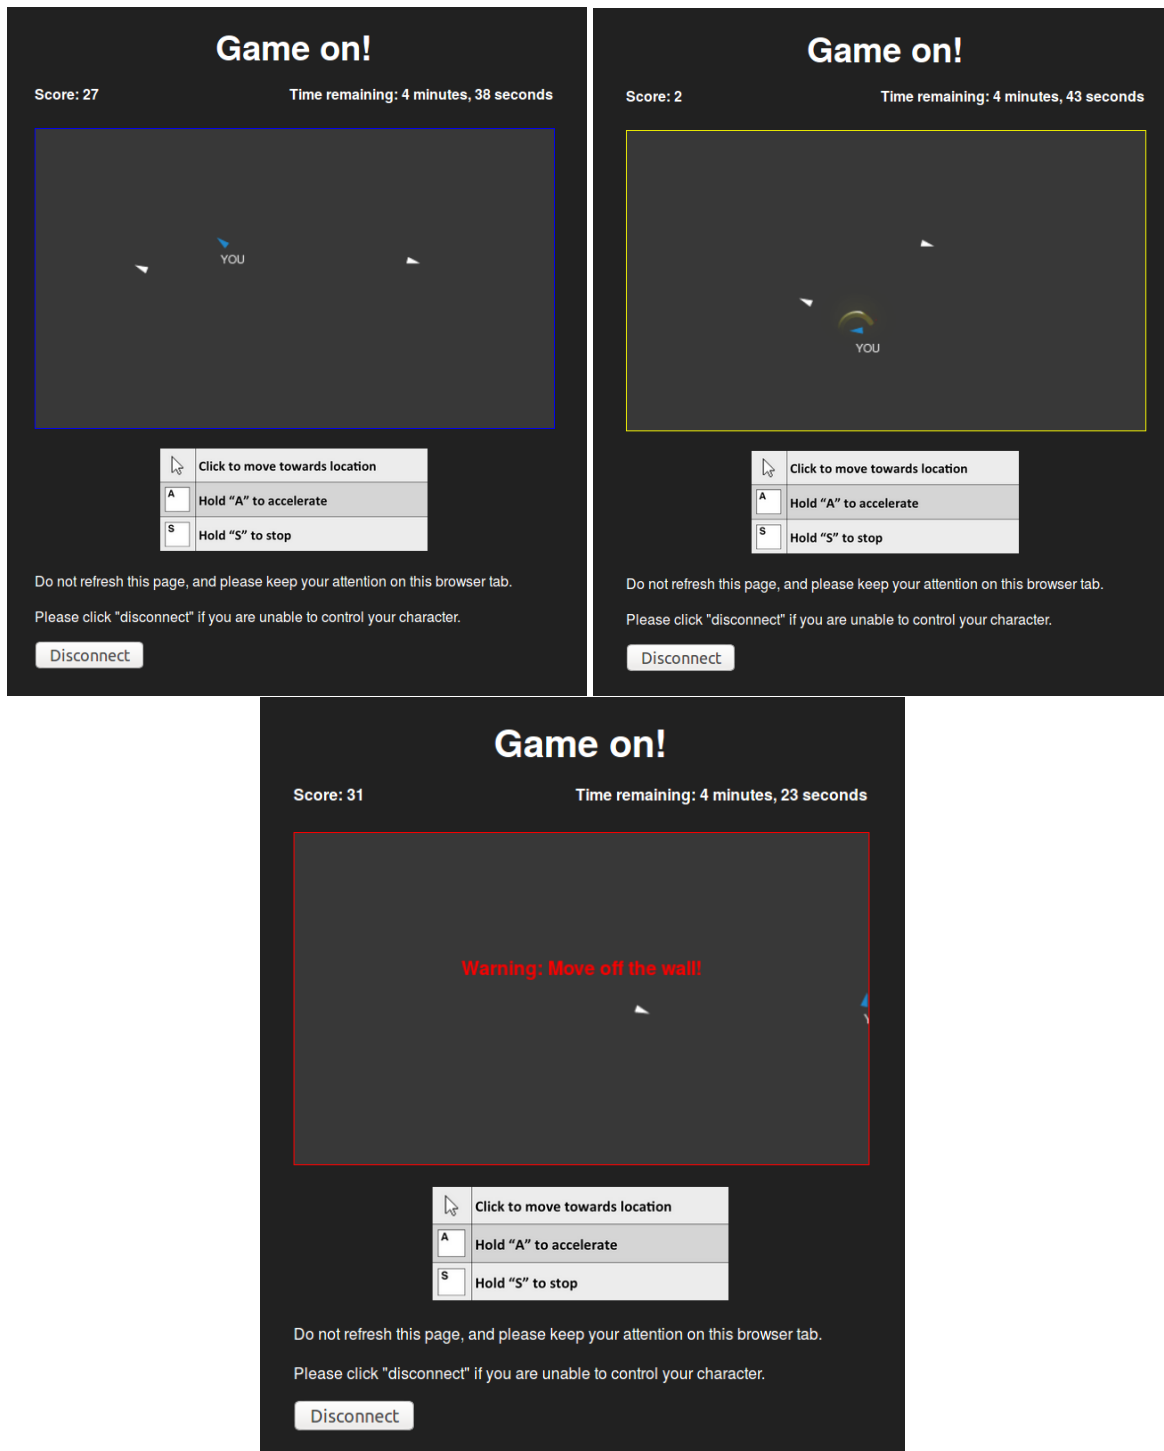 Game on!
Score: 27 Time remaining: 4 minutes, 38 seconds
YOU
Click to move towards location
A Hold “A” to accelerate
S Hold “S” to stop
Do not refresh this page, and please keep your attention on this browser tab.
Please click "disconnect" if you are unable to control your character.
Disconnect
Game on!
Score: 2 Time remaining: 4 minutes, 43 seconds
YOU
Click to move towards location
A Hold “A” to accelerate
S Hold “S” to stop
Do not refresh this page, and please keep your attention on this browser tab.
Please click "disconnect" if you are unable to control your character.
Disconnect
Game on!
Score: 31 Time remaining: 4 minutes, 23 seconds
Warning: Move off the wall!
Click to move towards location
A Hold “A” to accelerate
S Hold “S” to stop
Do not refresh this page, and please keep your attention on this browser tab.
Please click "disconnect" if you are unable to control your character.
Disconnect